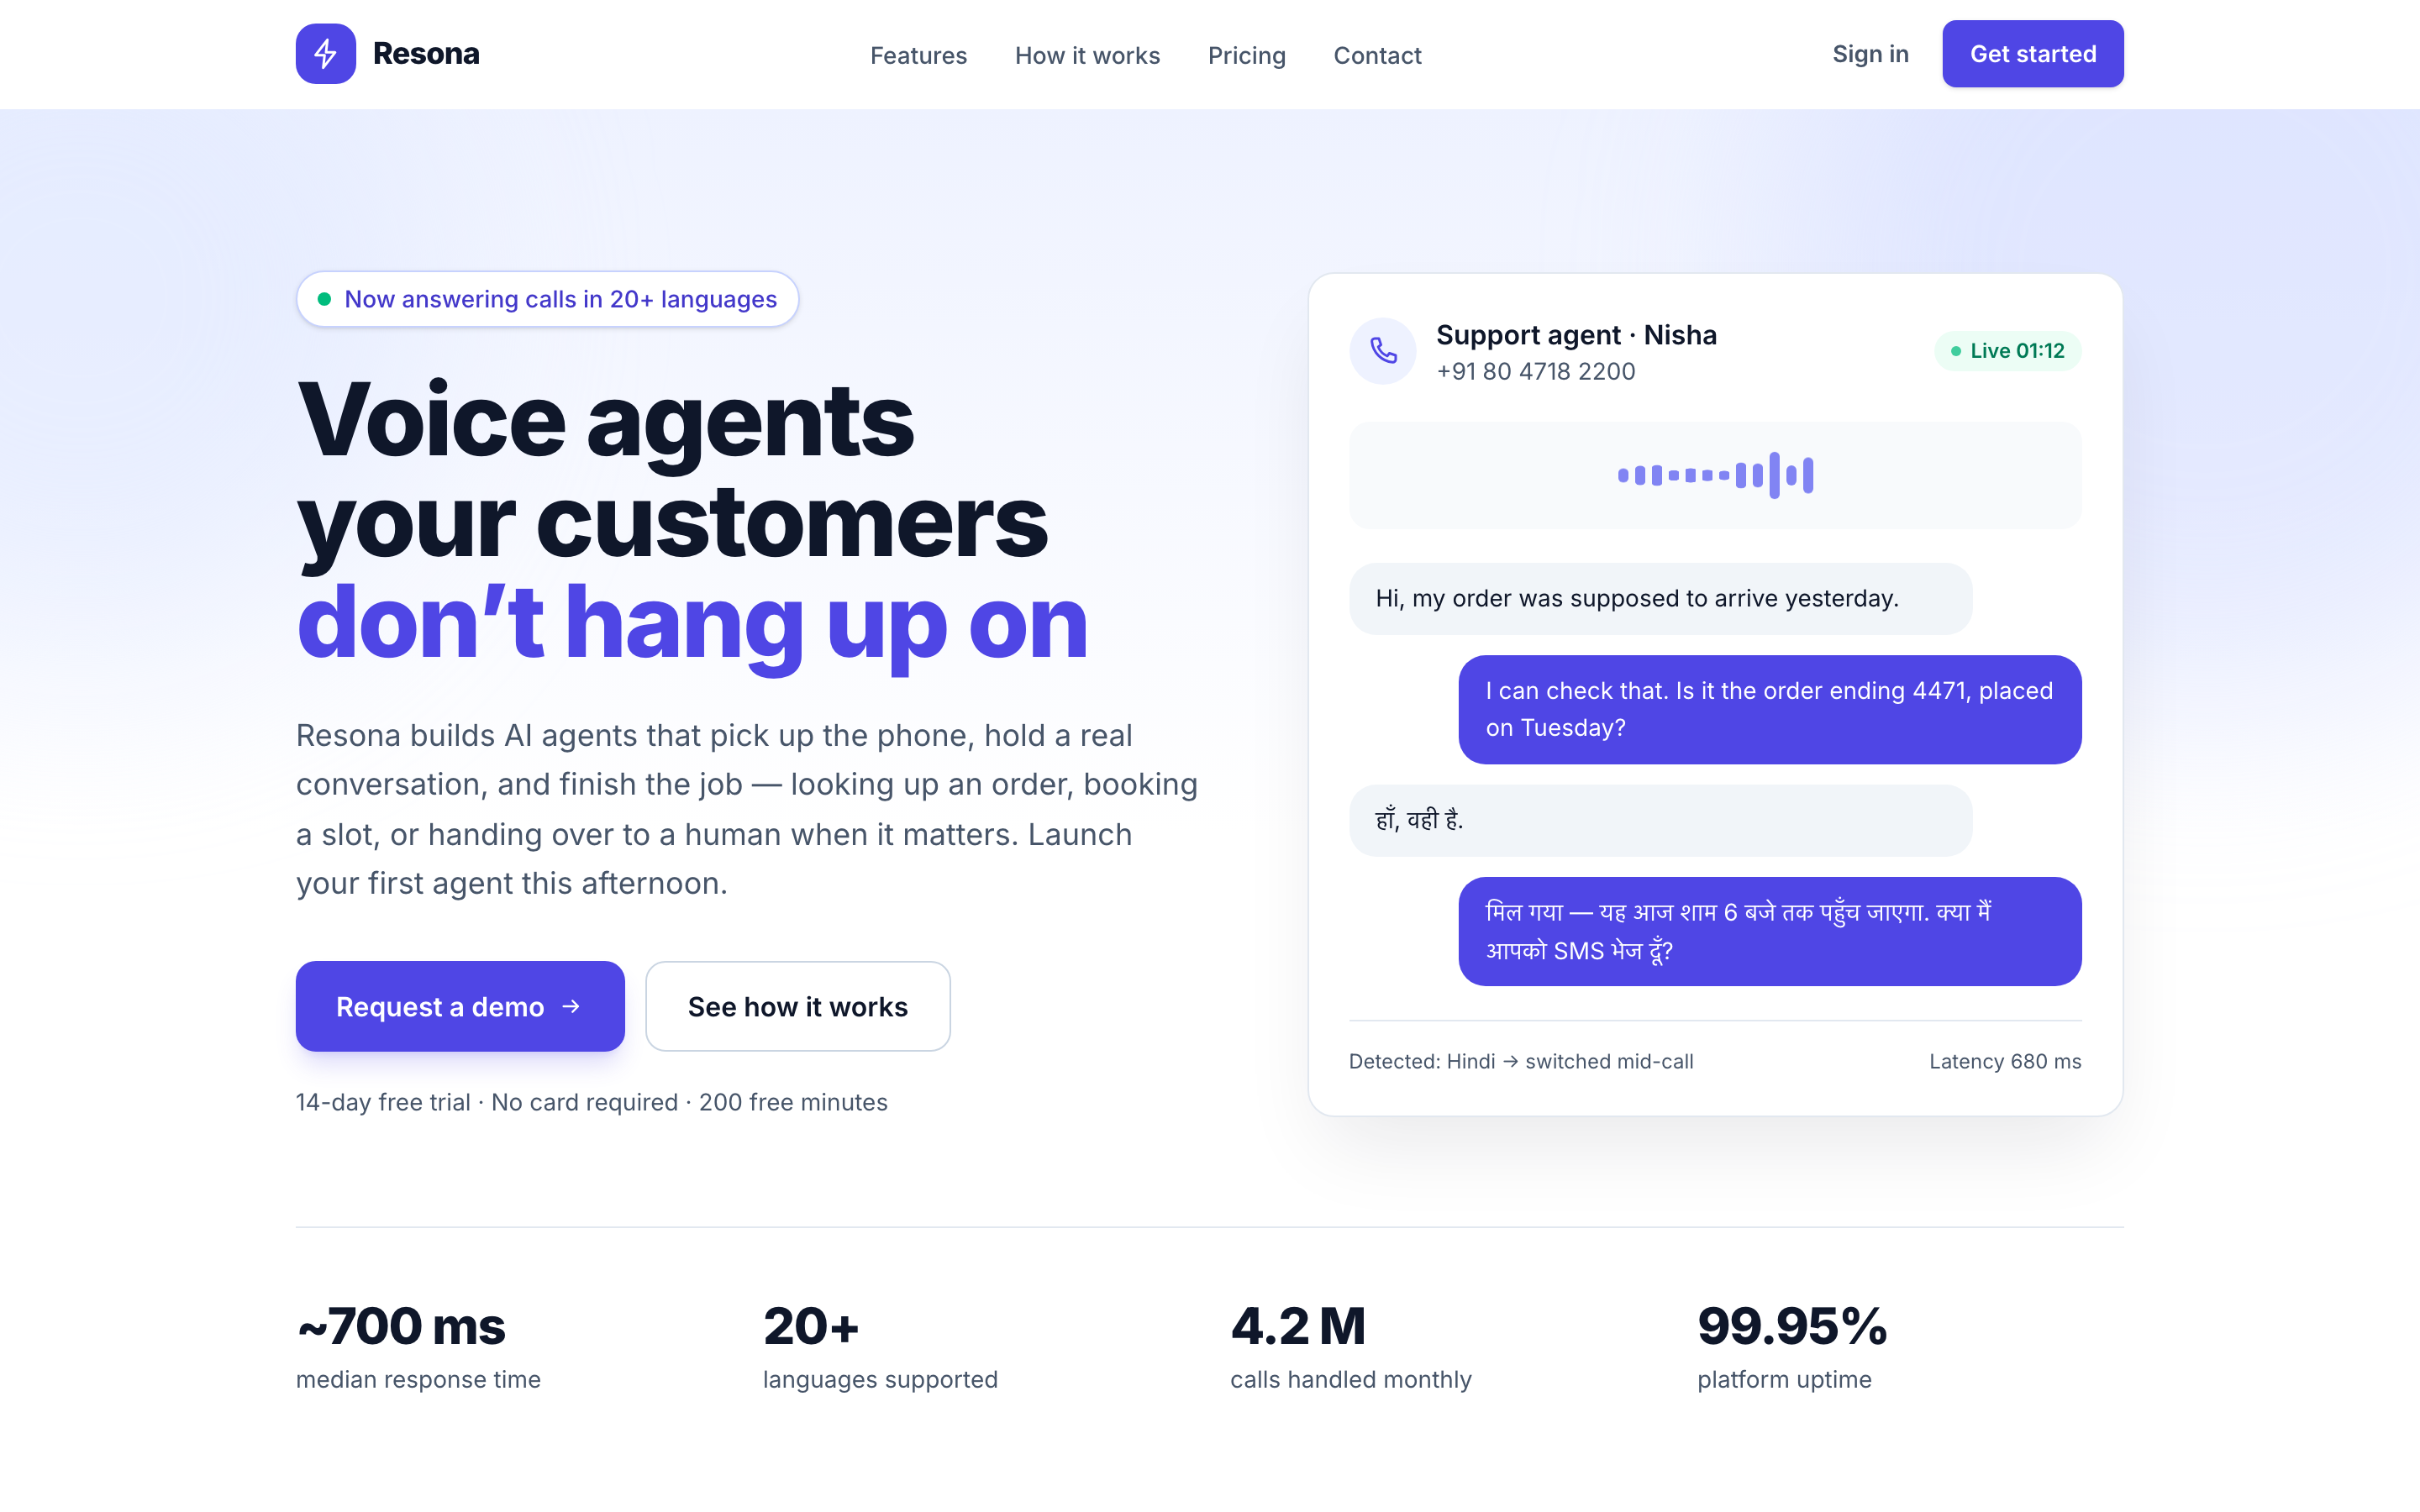 Resona
Features
How it works
Pricing
Contact
Sign in
Get started
Now answering calls in 20+ languages
Voice agents
your customers
don’t hang up on
Resona builds AI agents that pick up the phone, hold a real
conversation, and finish the job — looking up an order, booking
a slot, or handing over to a human when it matters. Launch
your first agent this afternoon.
Request a demo →
See how it works
14-day free trial · No card required · 200 free minutes
Support agent · Nisha
+91 80 4718 2200
Live 01:12
Hi, my order was supposed to arrive yesterday.
I can check that. Is it the order ending 4471, placed
on Tuesday?
हाँ, वही है.
मिल गया — यह आज शाम 6 बजे तक पहुँच जाएगा. क्या मैं
आपको SMS भेज दूँ?
Detected: Hindi → switched mid-call
Latency 680 ms
~700 ms
median response time
20+
languages supported
4.2 M
calls handled monthly
99.95%
platform uptime